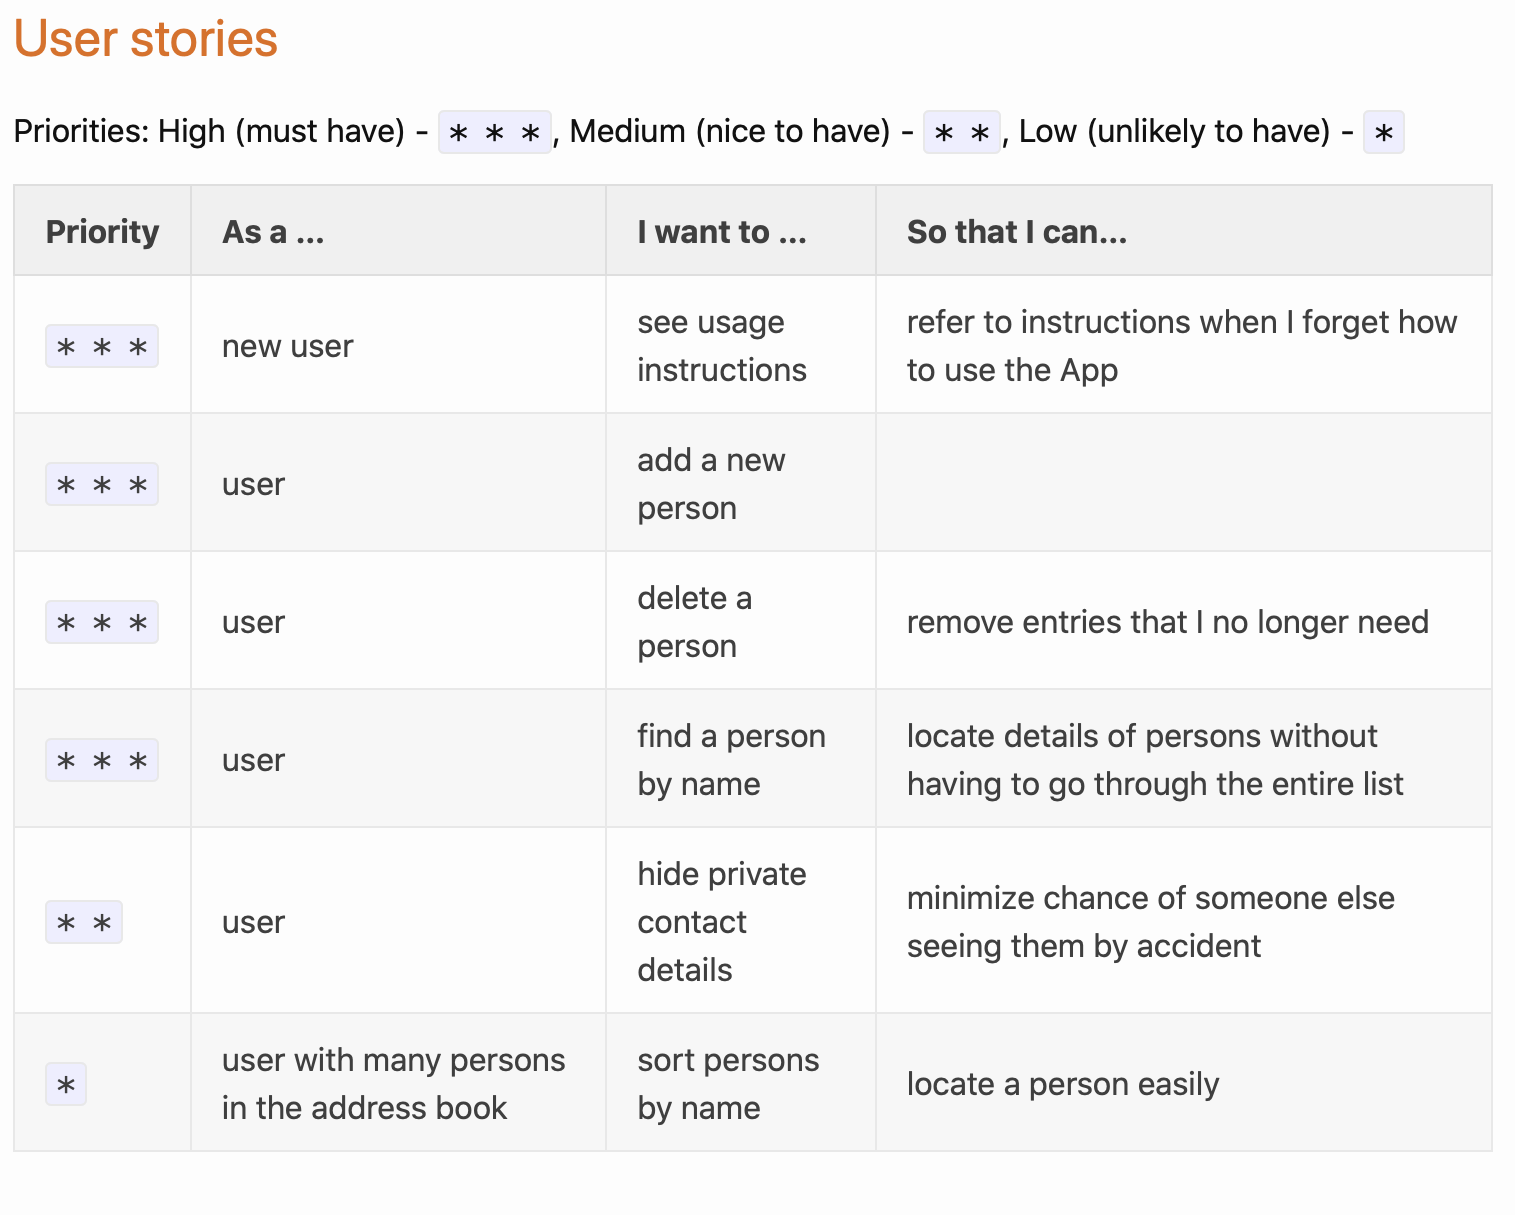 User stories
Priorities: High (must have) - * * *, Medium (nice to have) - * *, Low (unlikely to have) - *
Priority As a ... I want to ... So that I can...
* * * new user see usage instructions refer to instructions when I forget how to use the App
* * * user add a new person
* * * user delete a person remove entries that I no longer need
* * * user find a person by name locate details of persons without having to go through the entire list
* * user hide private contact details minimize chance of someone else seeing them by accident
* user with many persons in the address book sort persons by name locate a person easily